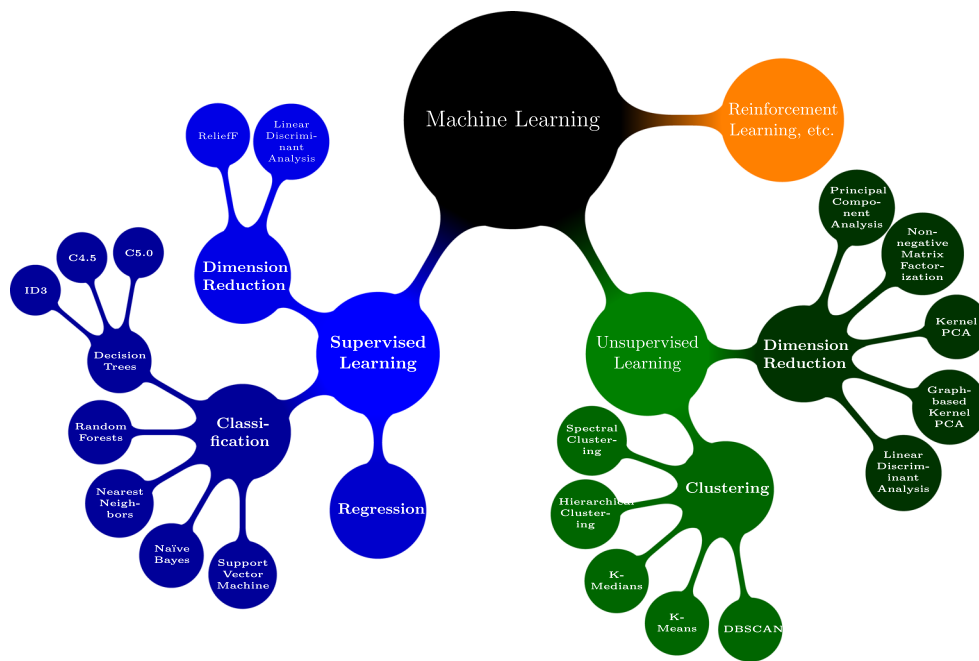 Machine Learning
Reinforcement
Learning, etc.
ReliefF
Linear
Discrimi-
nant
Analysis
Dimension
Reduction
Supervised
Learning
C5.0
C4.5
ID3
Decision
Trees
Classi-
fication
Random
Forests
Nearest
Neigh-
bors
Naïve
Bayes
Support
Vector
Machine
Regression
Unsupervised
Learning
Principal
Comp-
onent
Analysis
Non-
negative
Matrix
Factor-
ization
Dimension
Reduction
Kernel
PCA
Graph-
based
Kernel
PCA
Linear
Discrim-
inant
Analysis
Clustering
Spectral
Cluster-
ing
Hierarchical
Cluster-
ing
K-
Medians
K-
Means
DBSCAN